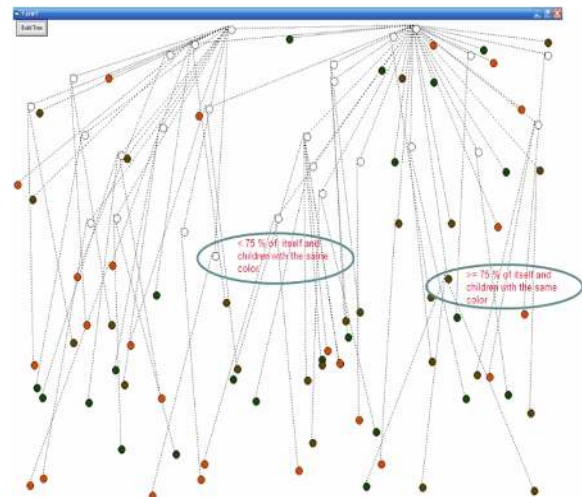 Build Tree
< 75 % of itself and
children with the same
color
>= 75 % of itself and
children with the same
color